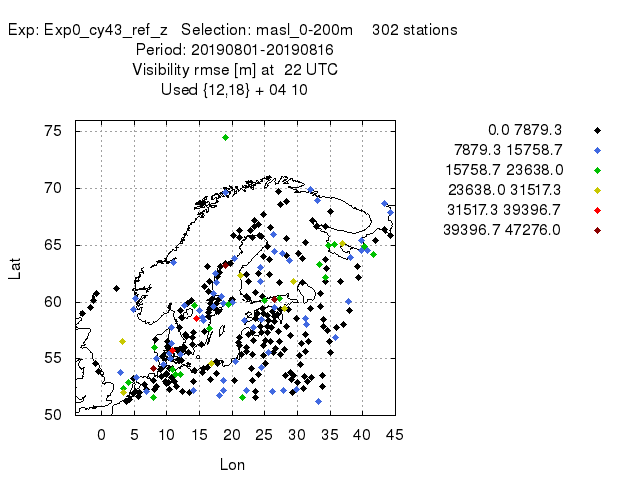 Exp: Exp0_cy43_ref_z Selection: masl_0-200m 302 stations
Period: 20190801-20190816
Visibility rmse [m] at 22 UTC
Used {12,18} + 04 10
0.0 7879.3
7879.3 15758.7
15758.7 23638.0
23638.0 31517.3
31517.3 39396.7
39396.7 47276.0
75
70
65
60
55
50
Lat
0 5 10 15 20 25 30 35 40 45
Lon